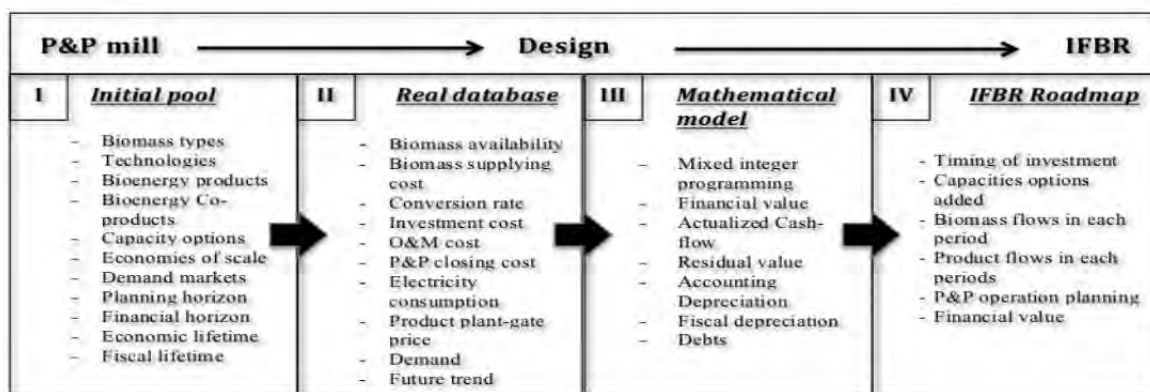 P&P mill Design IFBR
I Initial pool
- Biomass types
- Technologies
- Bioenergy products
- Bioenergy Co-
products
- Capacity options
- Economies of scale
- Demand markets
- Planning horizon
- Financial horizon
- Economic lifetime
- Fiscal lifetime
II Real database
- Biomass availability
- Biomass supplying
cost
- Conversion rate
- Investment cost
- O&M cost
- P&P closing cost
- Electricity
consumption
- Product plant-gate
price
- Demand
- Future trend
III Mathematical
model
- Mixed integer
programming
- Financial value
- Actualized Cash-
flow
- Residual value
- Accounting
Depreciation
- Fiscal depreciation
- Debts
IV IFBR Roadmap
- Timing of investment
- Capacities options
added
- Biomass flows in each
period
- Product flows in each
periods
- P&P operation planning
- Financial value